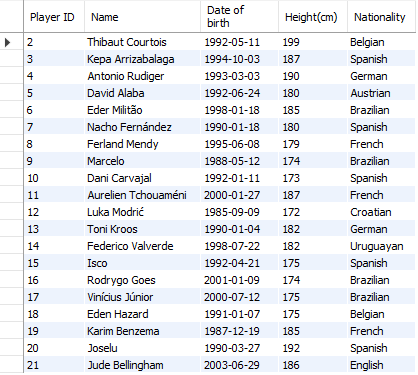 Player ID Name Date of birth Height(cm) Nationality
2 Thibaut Courtois 1992-05-11 199 Belgian
3 Kepa Arrizabalaga 1994-10-03 187 Spanish
4 Antonio Rudiger 1993-03-03 190 German
5 David Alaba 1992-06-24 180 Austrian
6 Eder Militão 1998-01-18 185 Brazilian
7 Nacho Fernández 1990-01-18 180 Spanish
8 Ferland Mendy 1995-06-08 179 French
9 Marcelo 1988-05-12 174 Brazilian
10 Dani Carvajal 1992-01-11 173 Spanish
11 Aurelien Tchouaméni 2000-01-27 187 French
12 Luka Modrić 1985-09-09 172 Croatian
13 Toni Kroos 1990-01-04 182 German
14 Federico Valverde 1998-07-22 182 Uruguayan
15 Isco 1992-04-21 175 Spanish
16 Rodrygo Goes 2001-01-09 174 Brazilian
17 Vinícius Júnior 2000-07-12 175 Brazilian
18 Eden Hazard 1991-01-07 175 Belgian
19 Karim Benzema 1987-12-19 185 French
20 Joselu 1990-03-27 192 Spanish
21 Jude Bellingham 2003-06-29 186 English